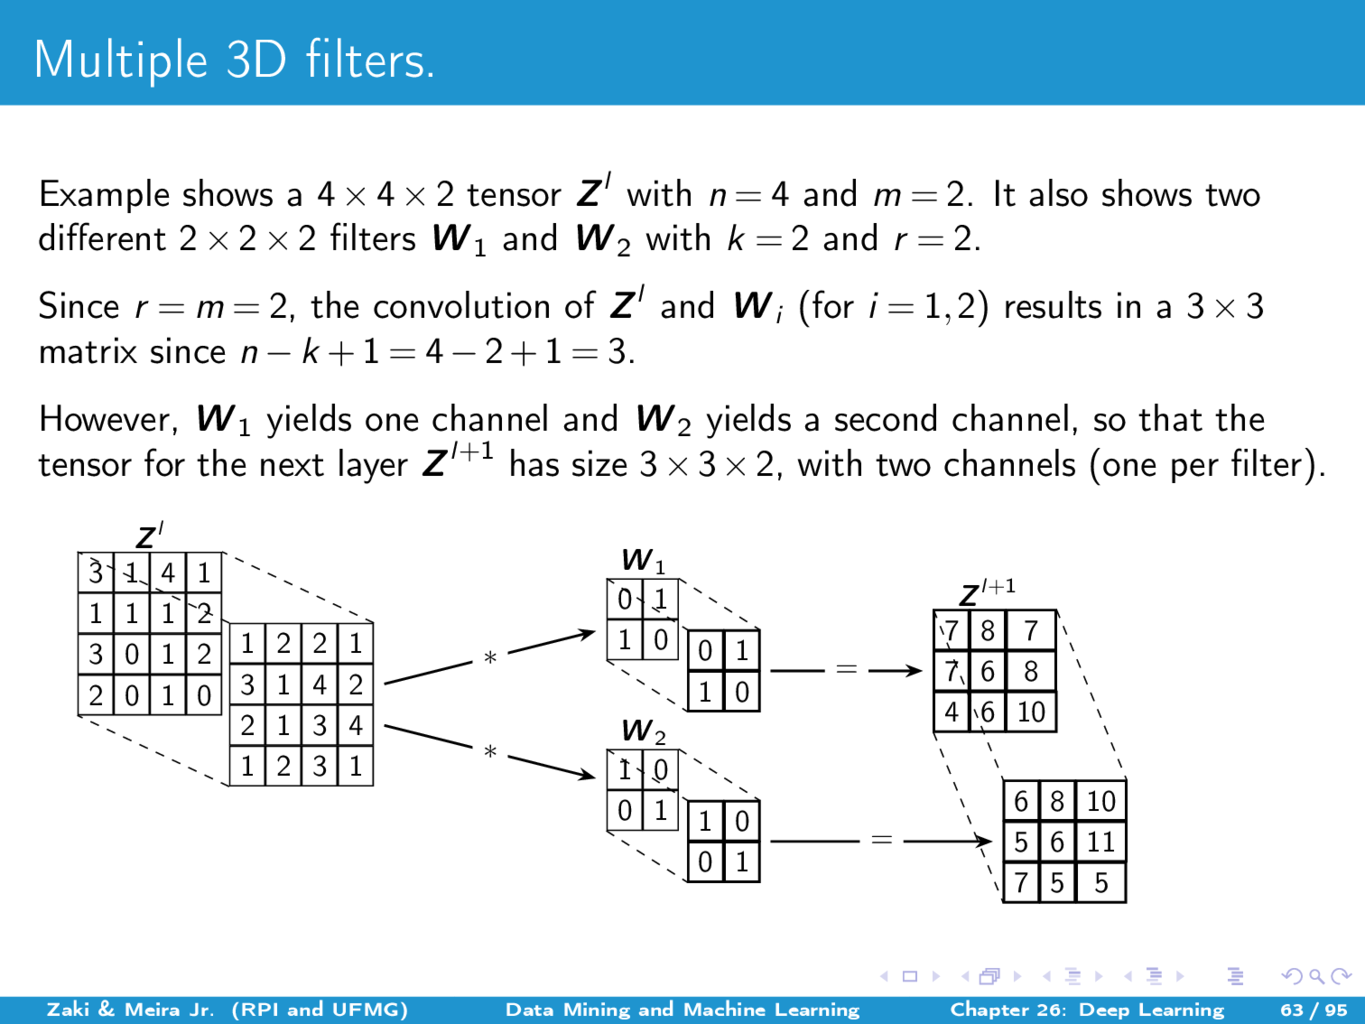 Multiple 3D filters.
Example shows a 4 × 4 × 2 tensor Z^l with n = 4 and m = 2. It also shows two
different 2 × 2 × 2 filters W_1 and W_2 with k = 2 and r = 2.
Since r = m = 2, the convolution of Z^l and W_i (for i = 1,2) results in a 3 × 3
matrix since n − k + 1 = 4 − 2 + 1 = 3.
However, W_1 yields one channel and W_2 yields a second channel, so that the
tensor for the next layer Z^{l+1} has size 3 × 3 × 2, with two channels (one per filter).
Z^l
3 1 4 1
1 1 1 2
3 0 1 2
2 0 1 0
1 2 2 1
3 1 4 2
2 1 3 4
1 2 3 1
*
*
W_1
0 1
1 0
0 1
1 0
W_2
1 0
0 1
1 0
0 1
=
=
Z^{l+1}
7 8 7
7 6 8
4 6 10
6 8 10
5 6 11
7 5 5
Zaki & Meira Jr. (RPI and UFMG) Data Mining and Machine Learning Chapter 26: Deep Learning 63 / 95